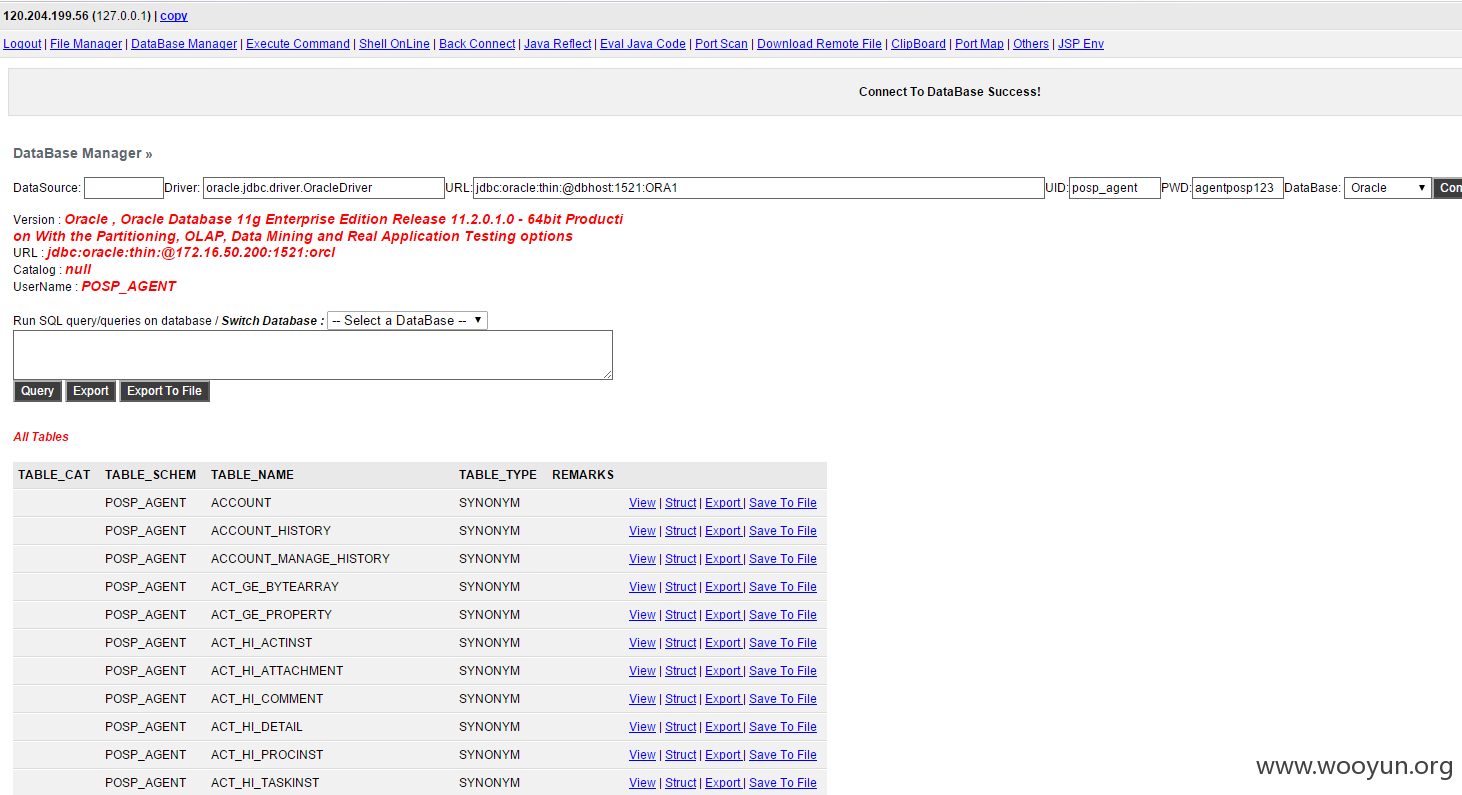 120.204.199.56 (127.0.0.1) | copy
Logout | File Manager | DataBase Manager | Execute Command | Shell OnLine | Back Connect | Java Reflect | Eval Java Code | Port Scan | Download Remote File | ClipBoard | Port Map | Others | JSP Env
Connect To DataBase Success!
DataBase Manager »
DataSource: Driver: oracle.jdbc.driver.OracleDriver URL: jdbc:oracle:thin:@dbhost:1521:ORA1 UID: posp_agent PWD: agentposp123 DataBase: Oracle Con
Version : Oracle , Oracle Database 11g Enterprise Edition Release 11.2.0.1.0 - 64bit Producti
on With the Partitioning, OLAP, Data Mining and Real Application Testing options
URL : jdbc:oracle:thin:@172.16.50.200:1521:orcl
Catalog : null
UserName : POSP_AGENT
Run SQL query/queries on database / Switch Database : -- Select a DataBase --
Query Export Export To File
All Tables
TABLE_CAT TABLE_SCHEM TABLE_NAME TABLE_TYPE REMARKS
POSP_AGENT ACCOUNT SYNONYM View | Struct | Export | Save To File
POSP_AGENT ACCOUNT_HISTORY SYNONYM View | Struct | Export | Save To File
POSP_AGENT ACCOUNT_MANAGE_HISTORY SYNONYM View | Struct | Export | Save To File
POSP_AGENT ACT_GE_BYTEARRAY SYNONYM View | Struct | Export | Save To File
POSP_AGENT ACT_GE_PROPERTY SYNONYM View | Struct | Export | Save To File
POSP_AGENT ACT_HI_ACTINST SYNONYM View | Struct | Export | Save To File
POSP_AGENT ACT_HI_ATTACHMENT SYNONYM View | Struct | Export | Save To File
POSP_AGENT ACT_HI_COMMENT SYNONYM View | Struct | Export | Save To File
POSP_AGENT ACT_HI_DETAIL SYNONYM View | Struct | Export | Save To File
POSP_AGENT ACT_HI_PROCINST SYNONYM View | Struct | Export | Save To File
POSP_AGENT ACT_HI_TASKINST SYNONYM View | Struct | Export | Save To File
www.wooyun.org